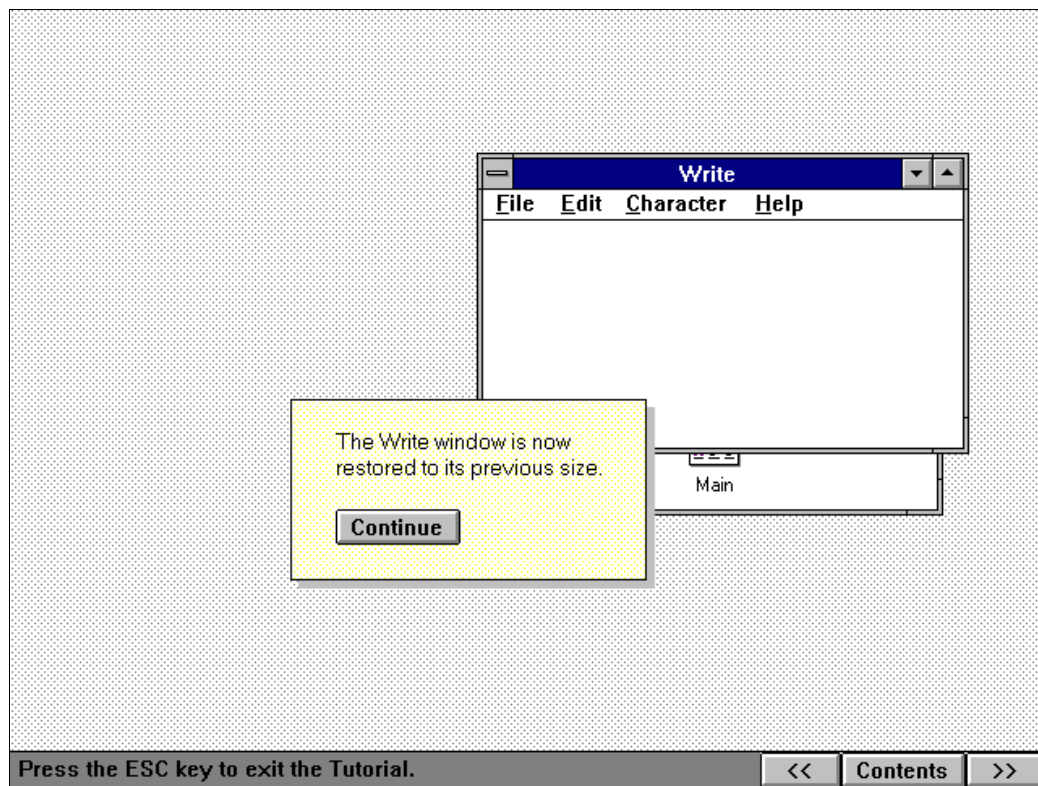 Write
File Edit Character Help
The Write window is now
restored to its previous size.
Continue
Main
Press the ESC key to exit the Tutorial. << Contents >>